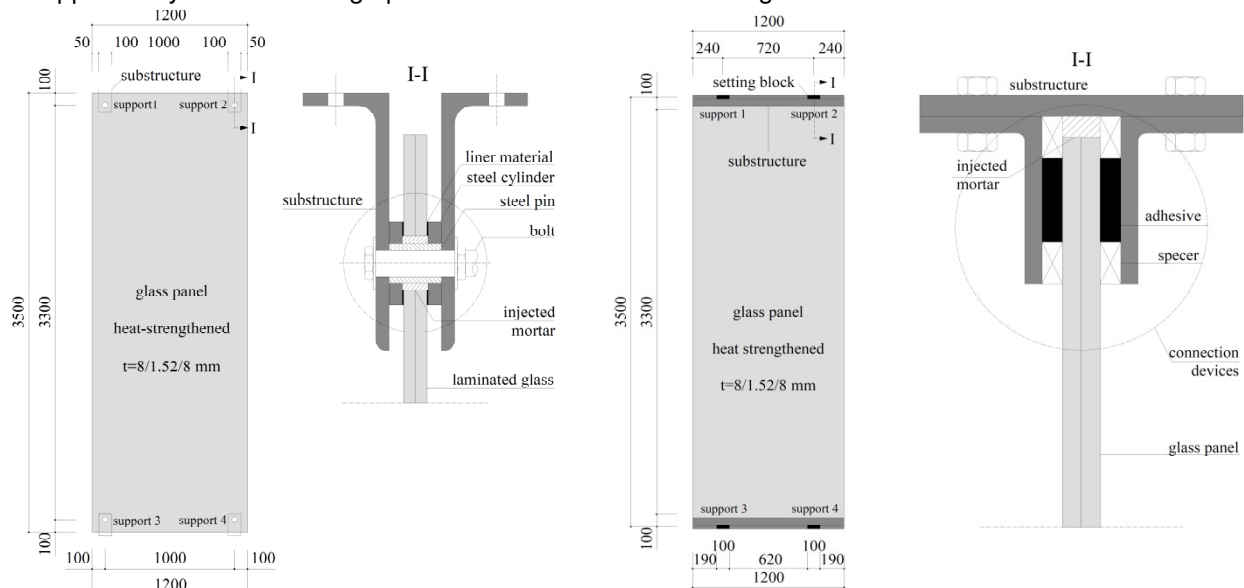 1200
50 100 1000 100 50
substructure
I
100
support1 support 2
I
3500
3300
glass panel
heat-strengthened
t=8/1.52/8 mm
support 3 support 4
100
100 1000 100
1200
I-I
liner material
steel cylinder
steel pin
substructure
bolt
injected
mortar
laminated glass
1200
240 720 240
setting block
I
100
support 1 support 2
I
substructure
3500
3300
glass panel
heat strengthened
t=8/1.52/8 mm
support 3 support 4
100
100 100
190 620 190
1200
I-I
substructure
injected
mortar
adhesive
specer
connection
devices
glass panel